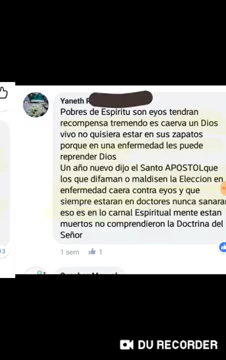 Yaneth
Pobres de Espiritu son eyos tendran
recompensa tremendo es caerva un Dios
vivo no quisiera estar en sus zapatos
porque en una enfermedad les puede
reprender Dios
Un año nuevo dijo el Santo APOSTOLque
los que difaman o maldisen la Eleccion en
enfermedad caera contra eyos y que
siempre estaran en doctores nunca sanaran
eso es en lo carnal Espiritual mente estan
muertos no comprendieron la Doctrina del
Señor
1 sem 1
DU RECORDER